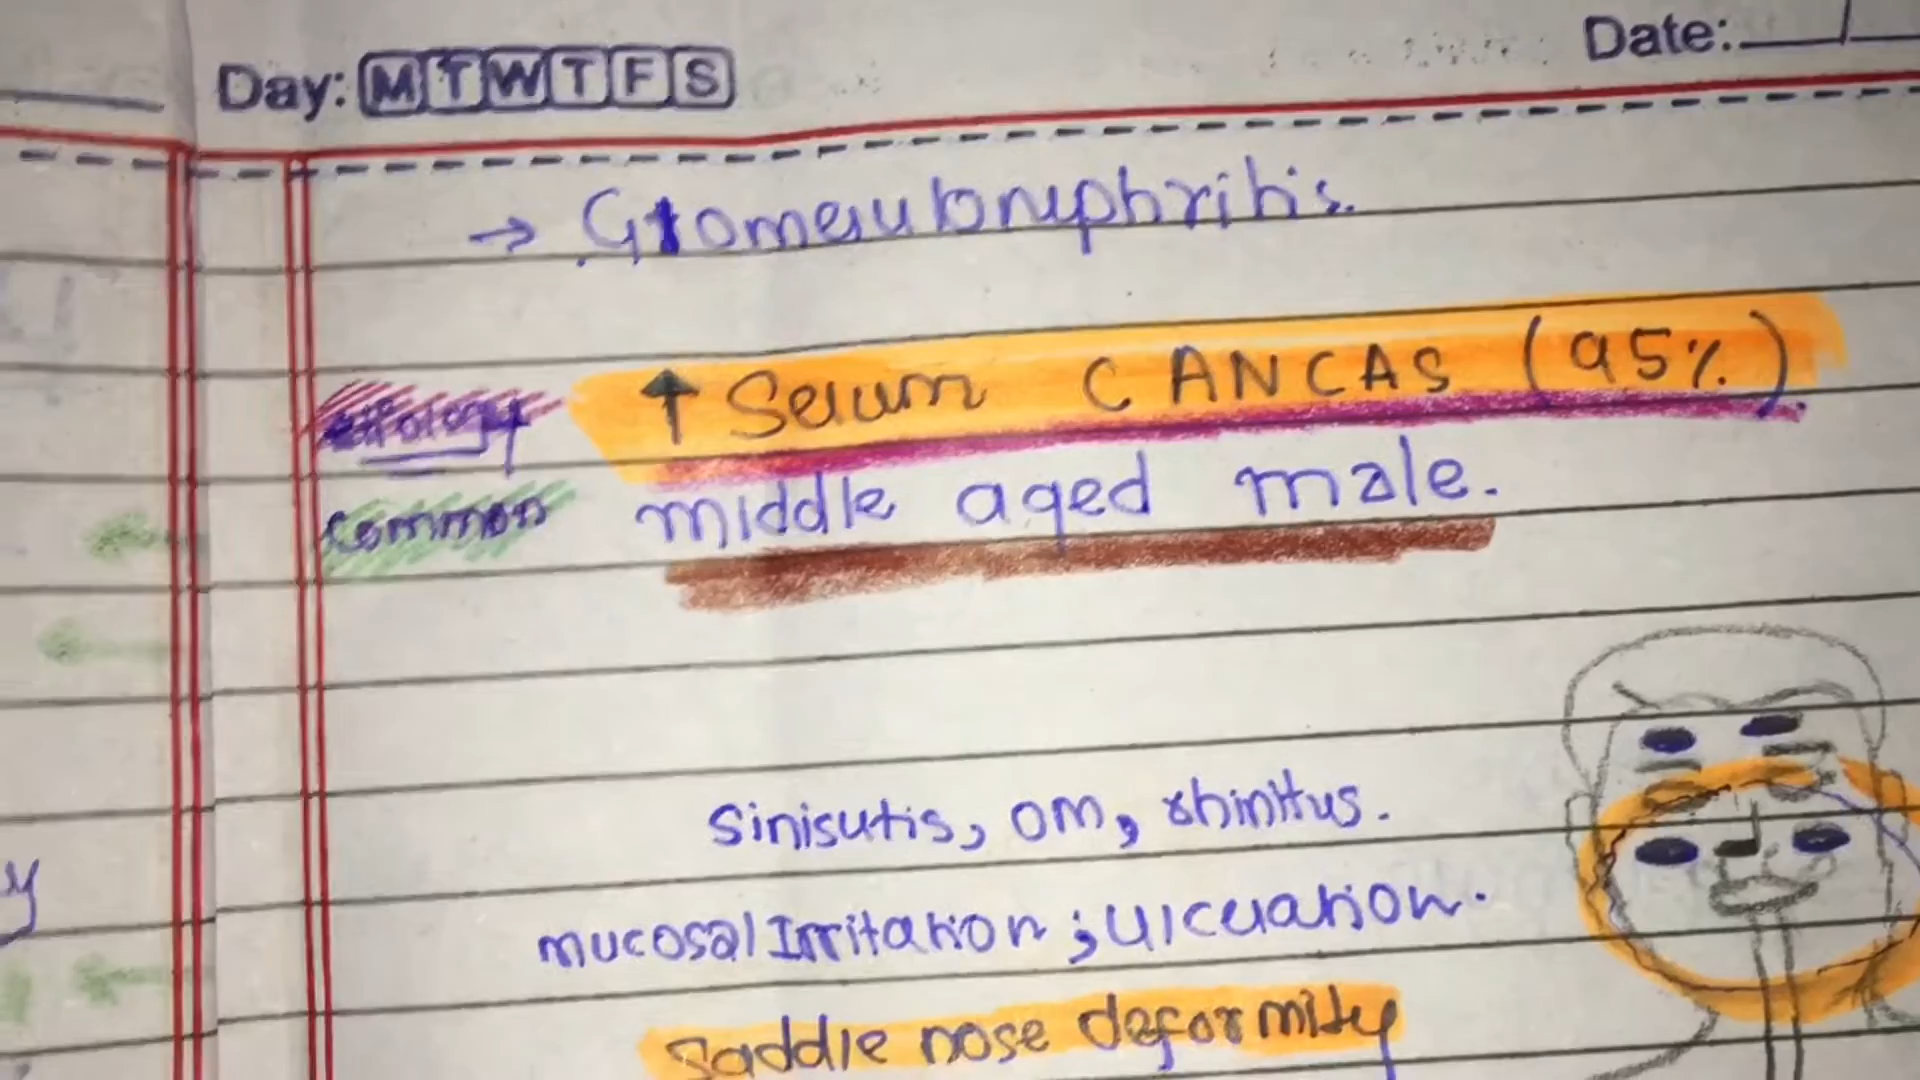 Day: M T W T F S
Date:
→ Glomerulonephritis.
etiology ↑ Serum C ANCAS (95%).
common middle aged male.
Sinisutis, om, rhinitus.
mucosal Irritation ; Ulceration.
y
Saddle nose deformity